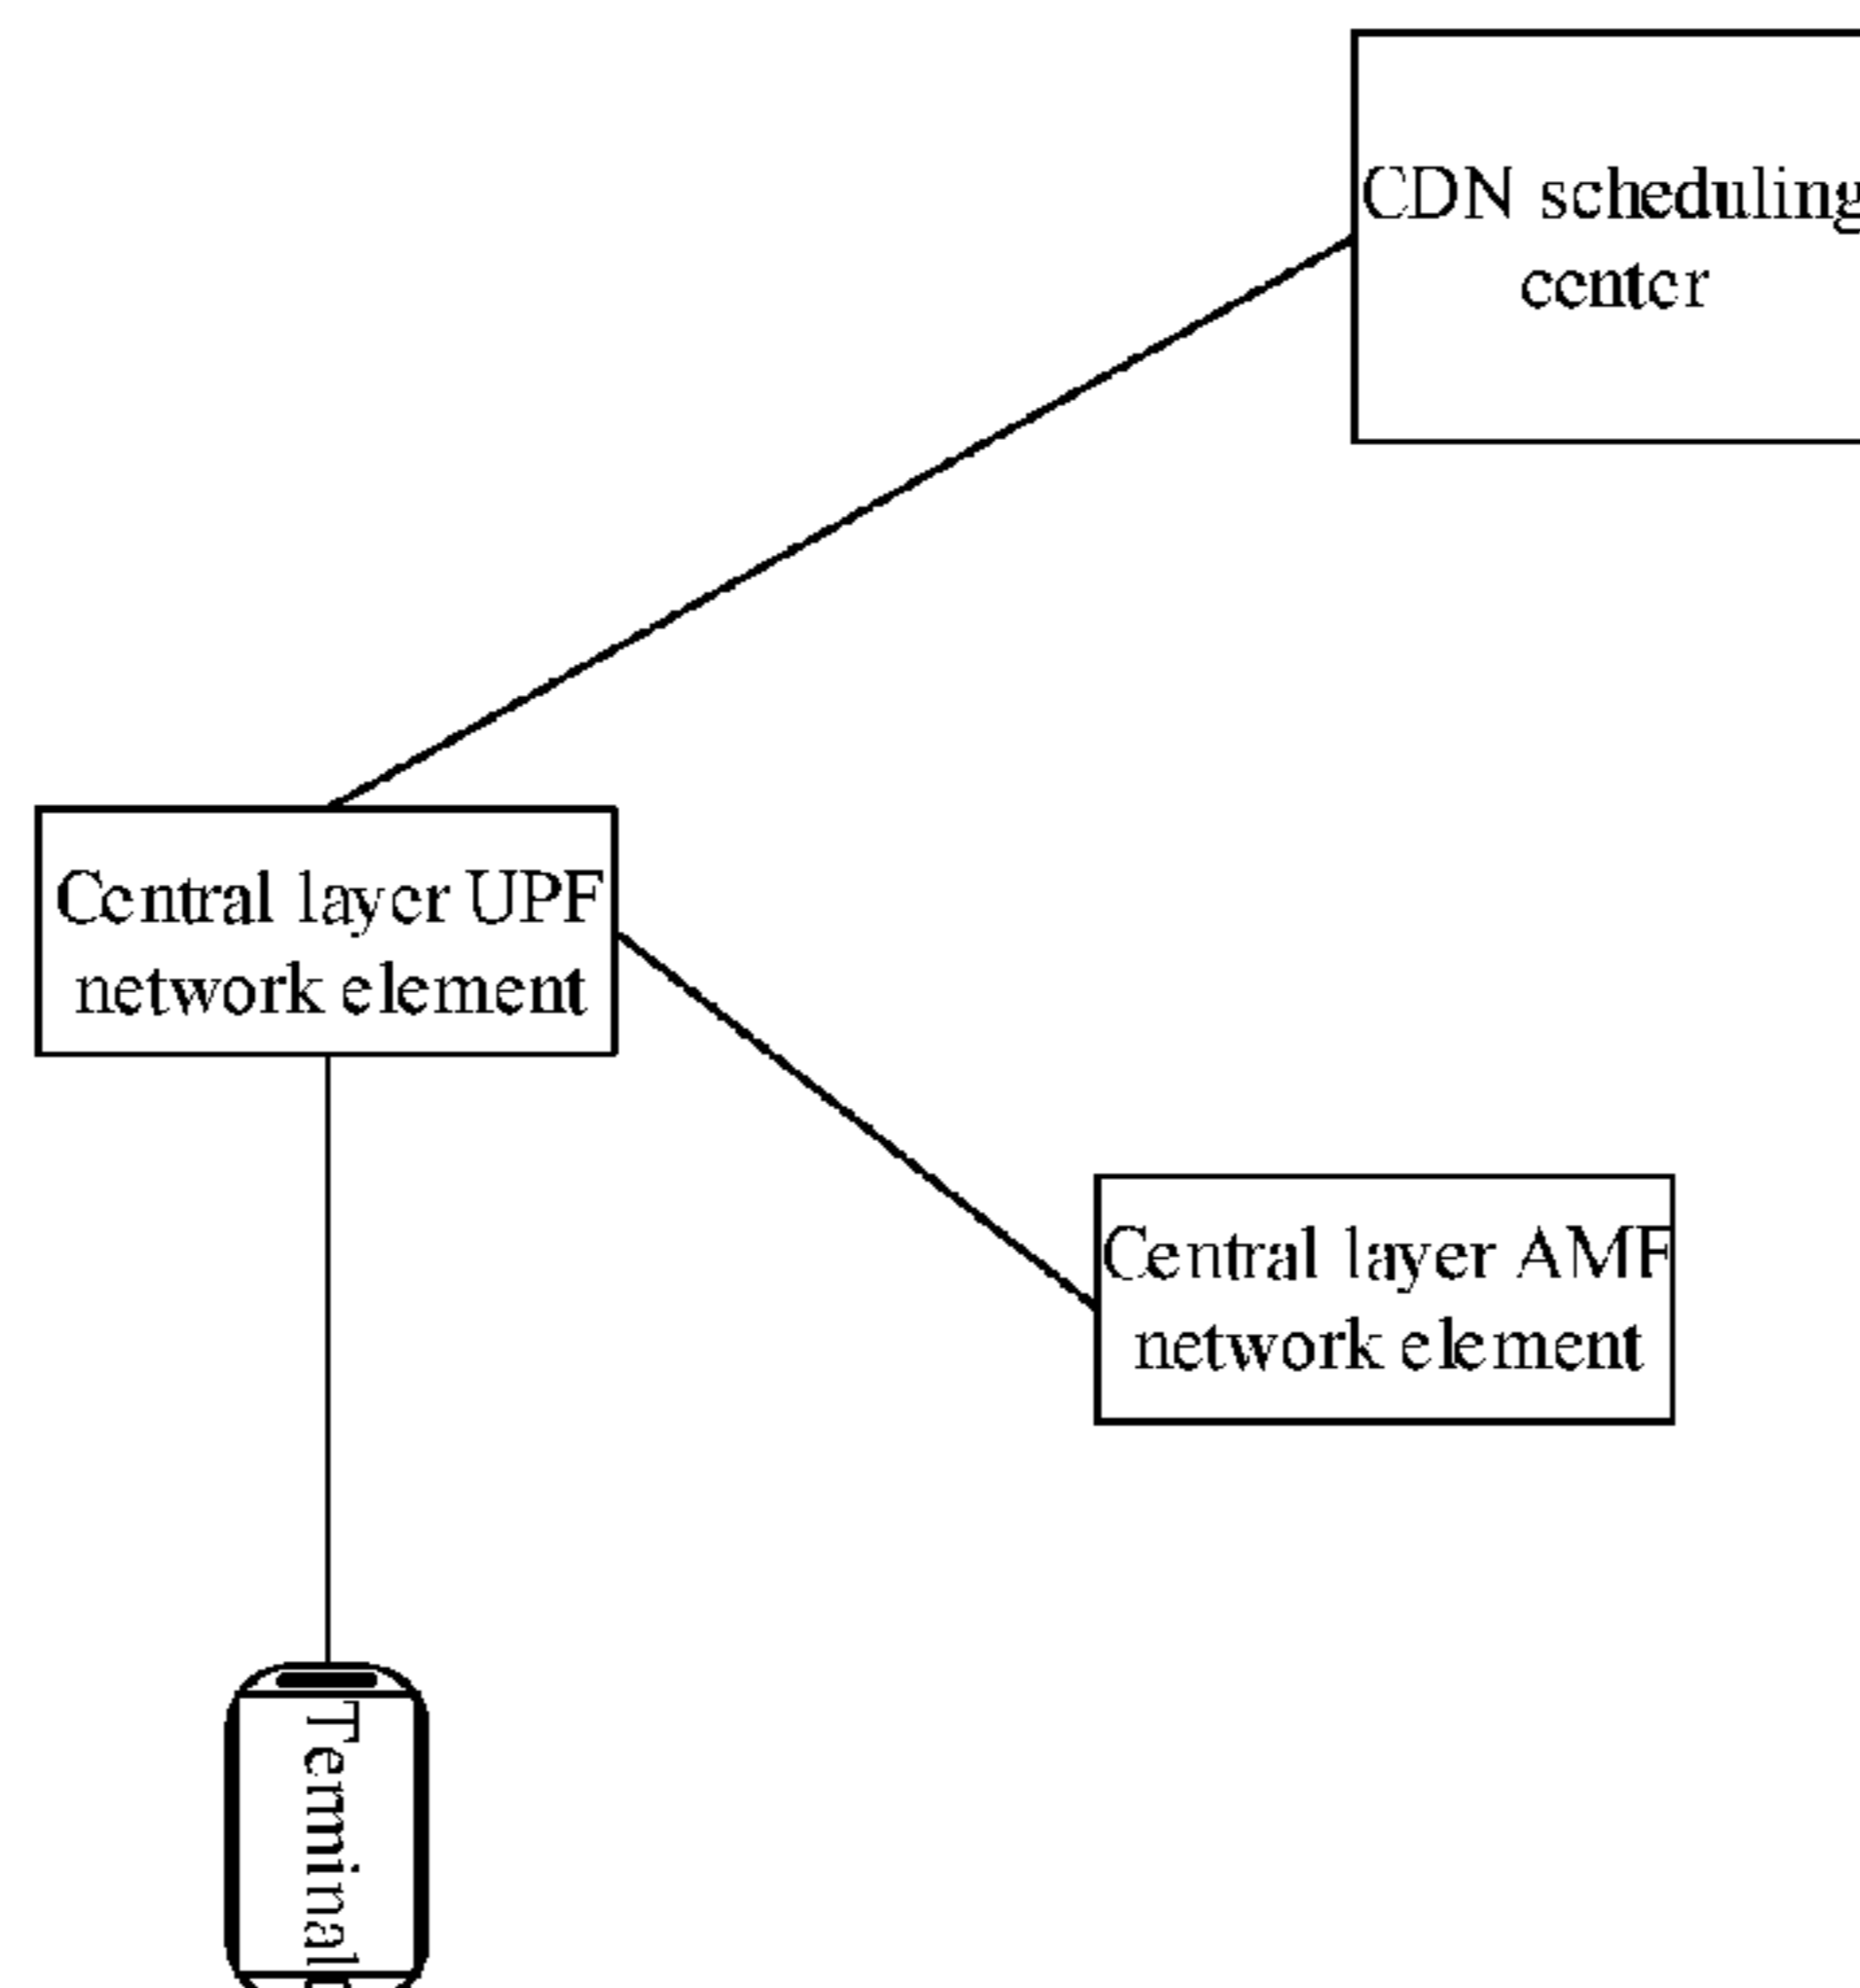 CDN scheduling
center
Central layer UPF
network element
Central layer AMF
network element
Terminal